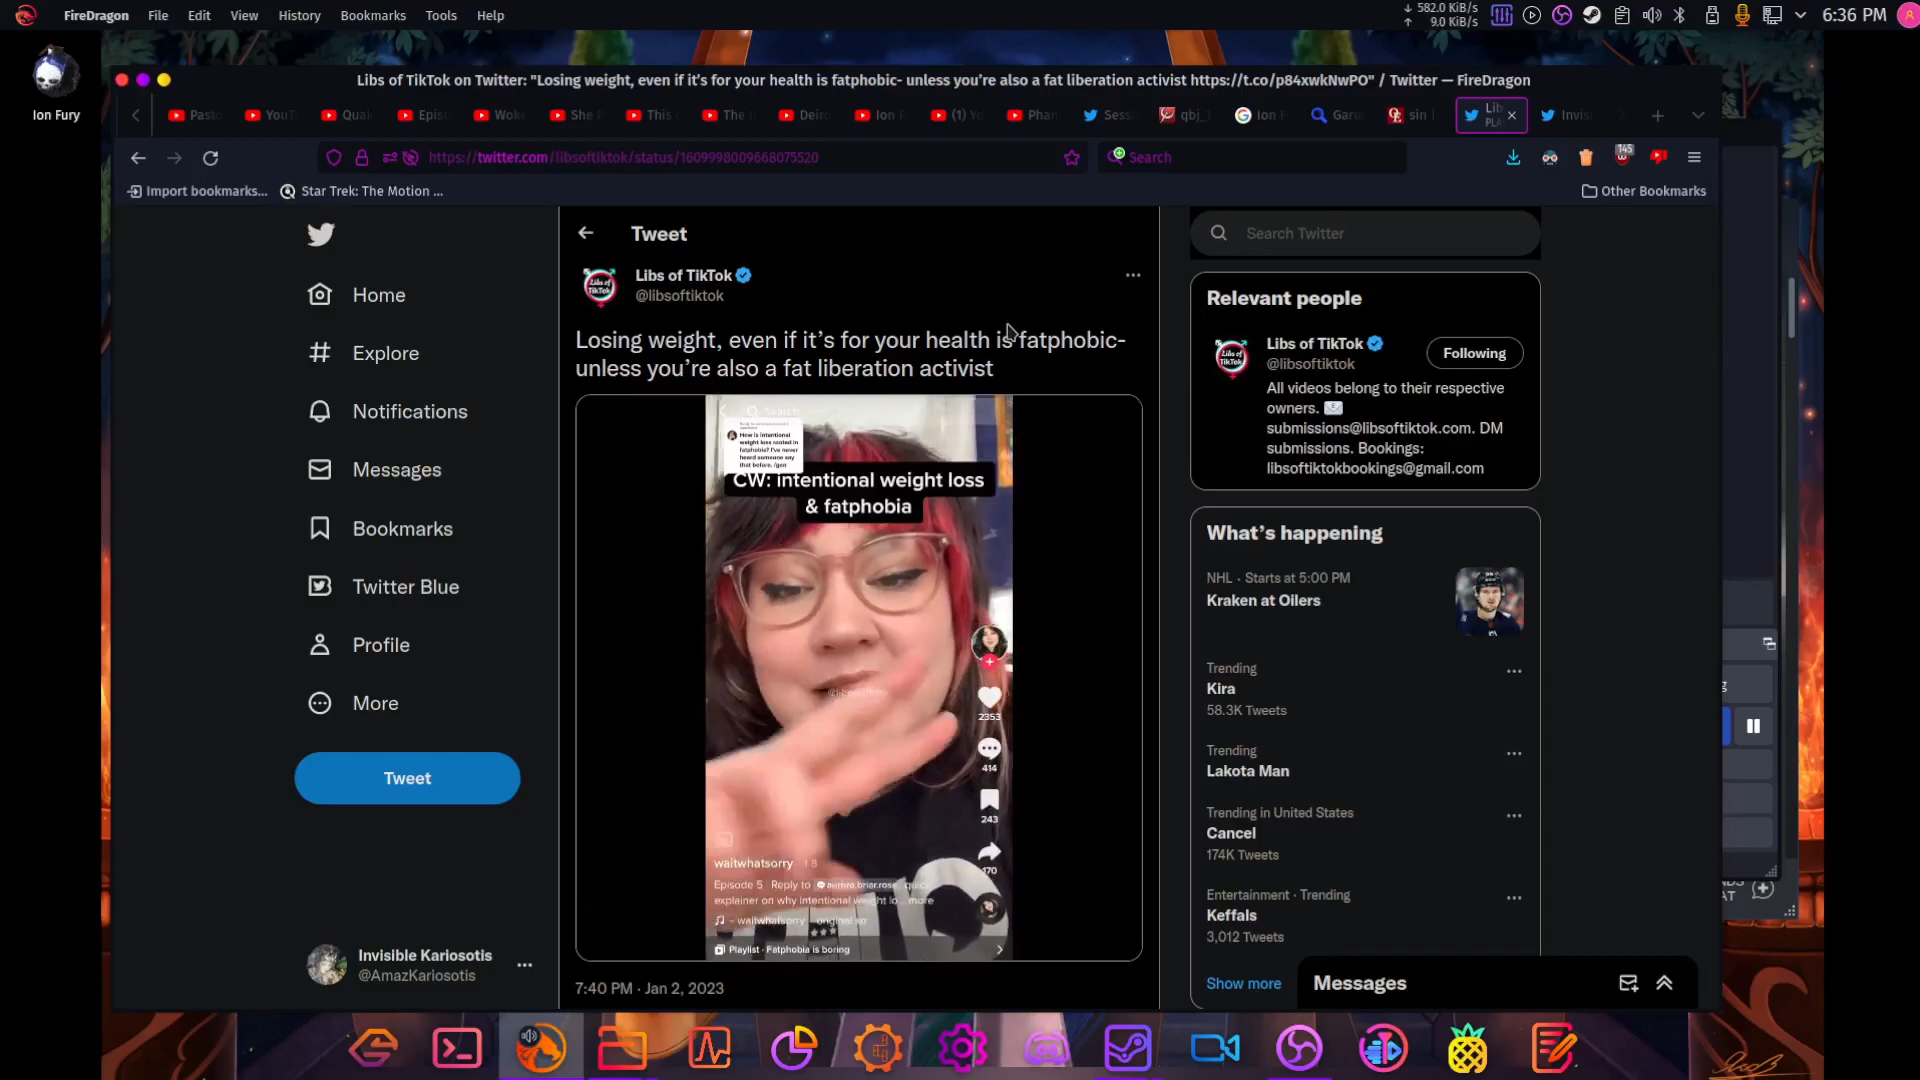 FireDragon File Edit View History Bookmarks Tools Help
582.0 KiB/s
9.0 KiB/s
6:36 PM
Ion Fury
Libs of TikTok on Twitter: "Losing weight, even if it's for your health is fatphobic- unless you're also a fat liberation activist https://t.co/p84xwkNwPO" / Twitter — FireDragon
Pasto YouT Qual Epis Woke She F This The I Deiro Ion F (1) Yo Phan Sessi qbj_ Ion F Garu sin Lib Invis
PLA
https://twitter.com/libsoftiktok/status/1609998009668075520
Search
145
Import bookmarks... Star Trek: The Motion ... Other Bookmarks
Home
Explore
Notifications
Messages
Bookmarks
Twitter Blue
Profile
More
Tweet
Invisible Kariosotis
@AmazKariosotis
Tweet
Libs of TikTok
@libsoftiktok
Losing weight, even if it's for your health is fatphobic-
unless you're also a fat liberation activist
Search
How is intentional
weight loss rooted in
fatphobia? I've never
heard someone say
that before. /gen
CW: intentional weight loss
& fatphobia
2353
414
243
170
waitwhatsorry
Episode 5 Reply to aurora.briar.rose
explainer on why intentional weight lo... more
waitwhatsorry
Playlist · Fatphobia is boring
7:40 PM · Jan 2, 2023
Search Twitter
Relevant people
Libs of TikTok
@libsoftiktok
Following
All videos belong to their respective
owners.
submissions@libsoftiktok.com. DM
submissions. Bookings:
libsoftiktokbookings@gmail.com
What's happening
NHL · Starts at 5:00 PM
Kraken at Oilers
Trending
Kira
58.3K Tweets
Trending
Lakota Man
Trending in United States
Cancel
174K Tweets
Entertainment · Trending
Keffals
3,012 Tweets
Show more
Messages